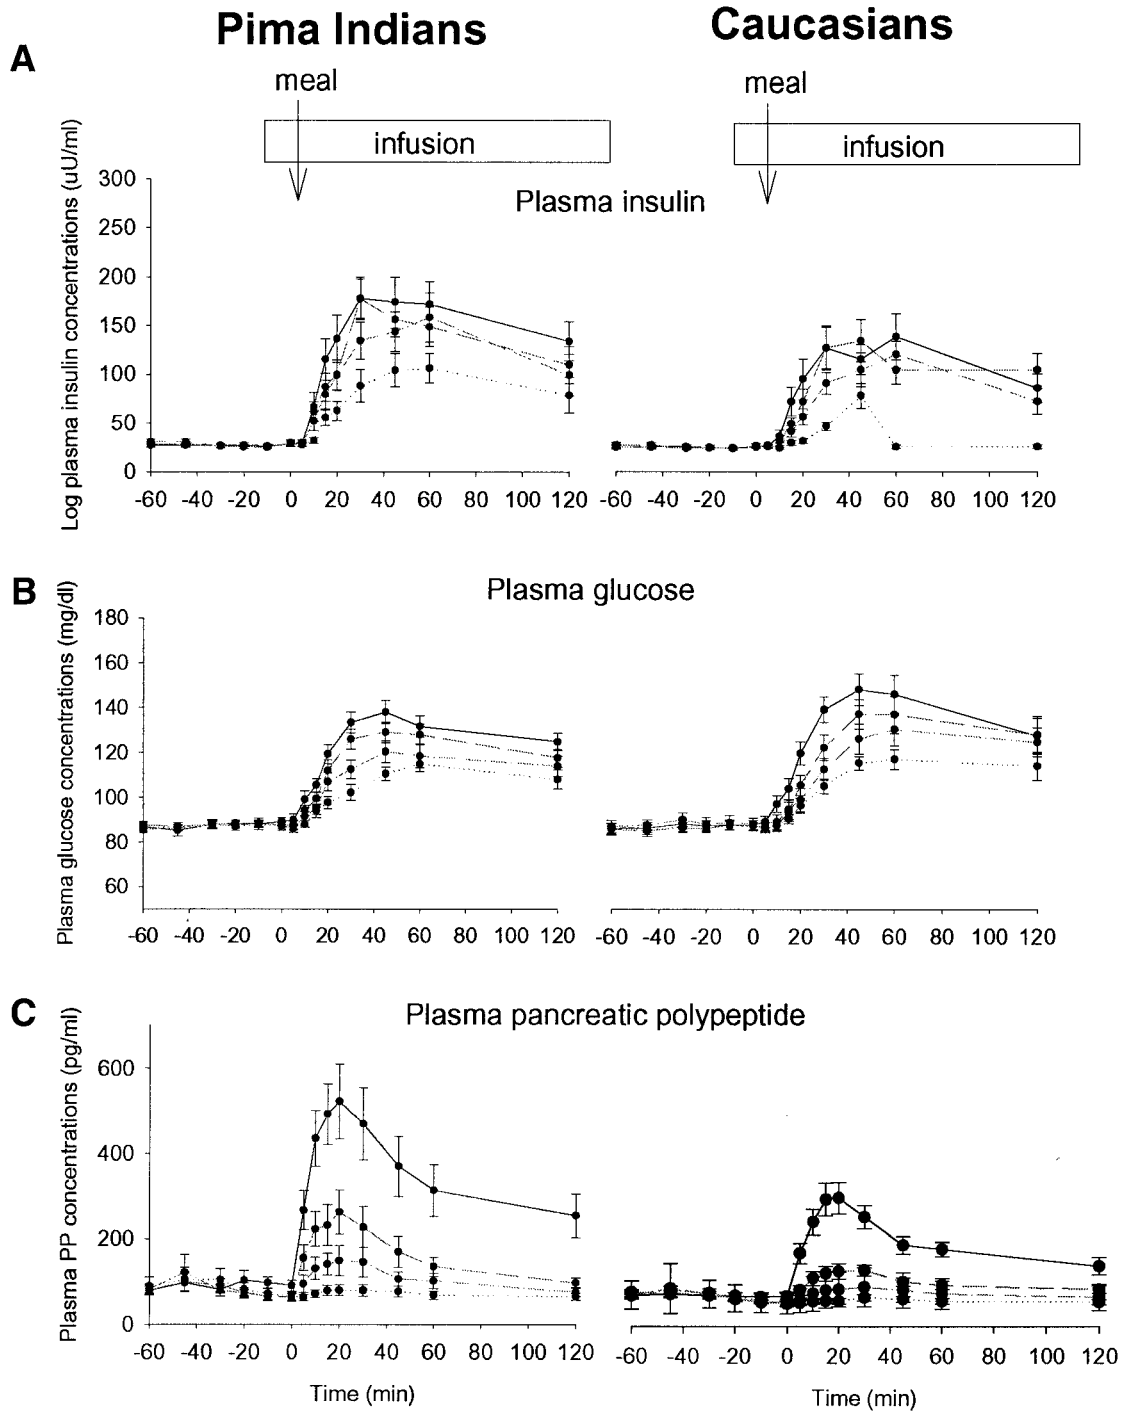 Pima Indians Caucasians
A
meal meal
infusion infusion
Log plasma insulin concentrations (uU/ml)
Plasma insulin
300
250
200
150
100
50
0
-60 -40 -20 0 20 40 60 80 100 120 -60 -40 -20 0 20 40 60 80 100 120
B
Plasma glucose
Plasma glucose concentrations (mg/dl)
180
160
140
120
100
80
60
-60 -40 -20 0 20 40 60 80 100 120 -60 -40 -20 0 20 40 60 80 100 120
C
Plasma pancreatic polypeptide
Plasma PP concentrations (pg/ml)
600
400
200
0
-60 -40 -20 0 20 40 60 80 100 120 -60 -40 -20 0 20 40 60 80 100 120
Time (min) Time (min)